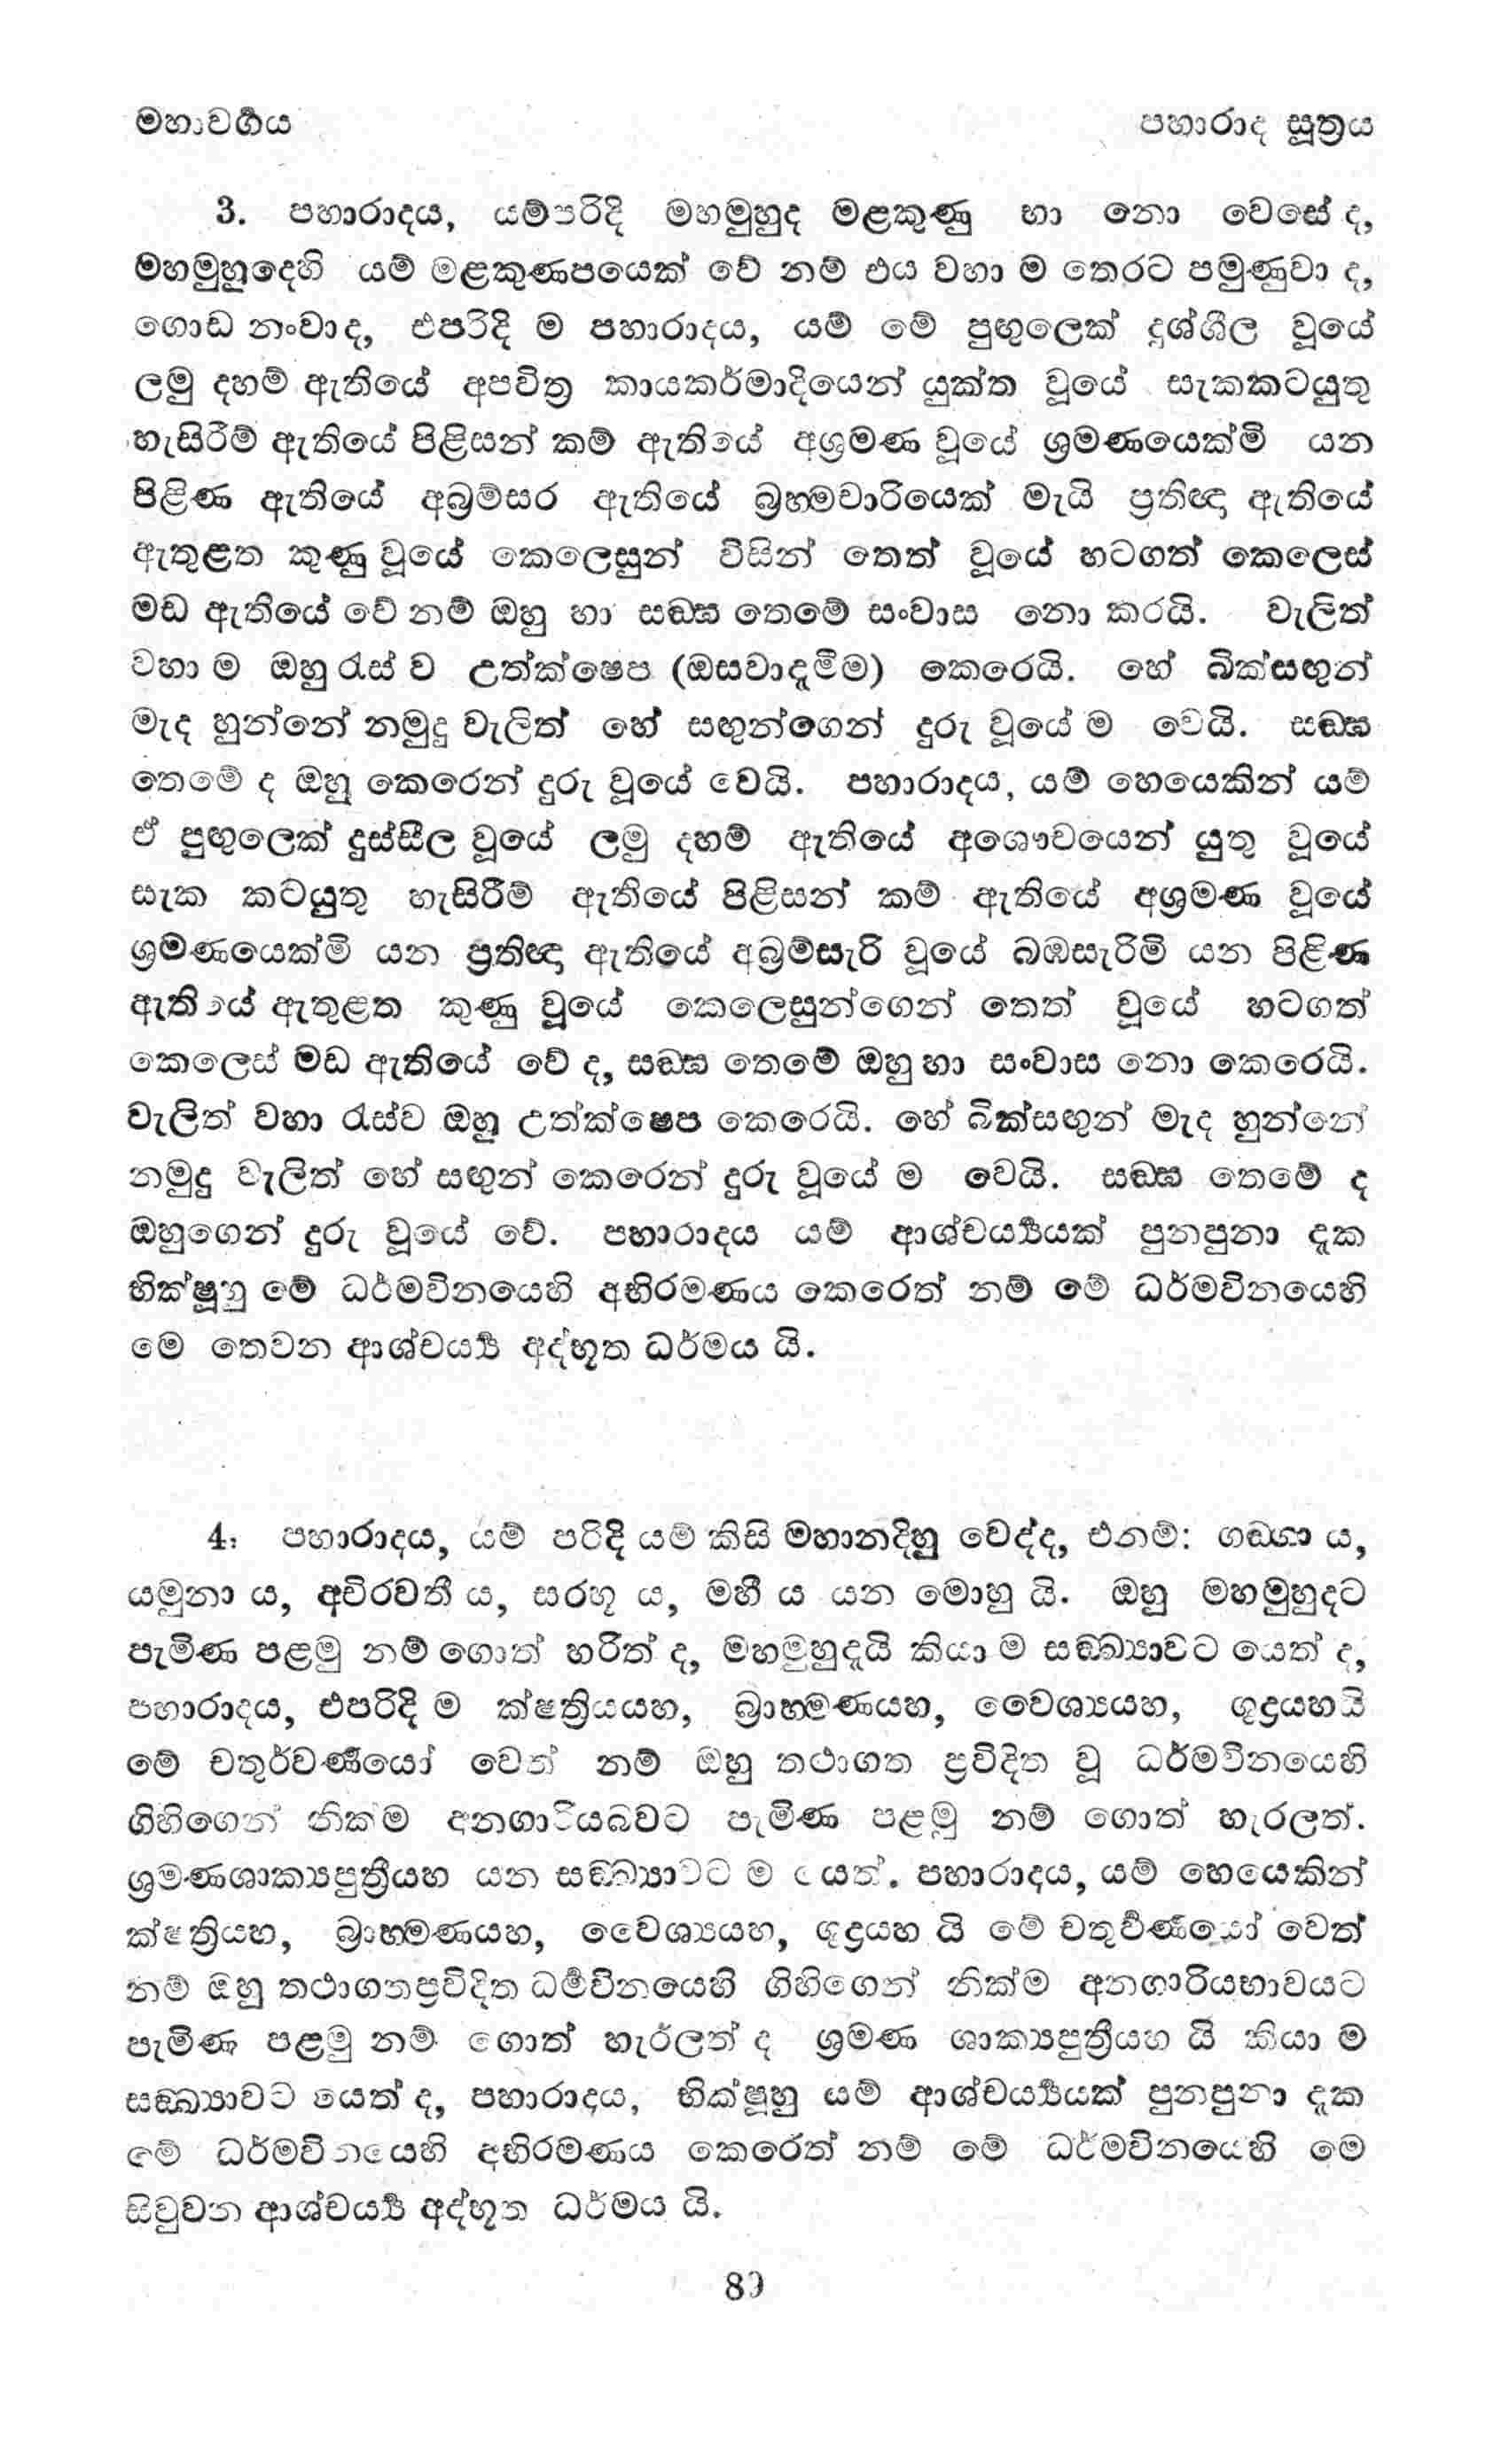 මහාවර්‍ගය
පහාරාද සූත්‍රය
3. පහාරාදය, යම්පරිදි මහමුහුද මළකුණු හා නො වෙසේ ද,
මහමුහුදෙහි යම් මළකුණපයෙක් වේ නම් එය වහා ම තෙරට පමුණුවා ද,
ගොඩ නංවාද, එපරිදි ම පහාරාදය, යම් මේ පුඟුලෙක් දුශ්ශීල වූයේ
ලමු දහම් ඇතියේ අපවිත්‍ර කායකර්මාදියෙන් යුක්ත වූයේ සැකකටයුතු
හැසිරීම් ඇතියේ පිළිසන් කම් ඇතියේ අශ්‍රමණ වූයේ ශ්‍රමණයෙක්මි යන
පිළිණ ඇතියේ අබ්‍රම්සර ඇතියේ බ්‍රහ්මචාරියෙක් මැයි ප්‍රතිඥා ඇතියේ
ඇතුළත කුණු වූයේ කෙලෙසුන් විසින් තෙත් වූයේ හටගත් කෙලෙස්
මඩ ඇතියේ වේ නම් ඔහු හා සඞ්ඝ තෙමේ සංවාස නො කරයි. වැලිත්
වහා ම ඔහු රැස් ව උත්ක්ෂෙප (ඔසවාදැමීම) කෙරෙයි. හේ බික්සඟුන්
මැද හුන්නේ නමුදු වැලිත් හේ සඟුන්ගෙන් දුරු වූයේ ම වෙයි. සඞ්ඝ
තෙමේ ද ඔහු කෙරෙන් දුරු වූයේ වෙයි. පහාරාදය, යම් හෙයෙකින් යම්
ඒ පුඟුලෙක් දුස්සීල වූයේ ලමු දහම් ඇතියේ අශෞචයෙන් යුතු වූයේ
සැක කටයුතු හැසිරීම් ඇතියේ පිළිසන් කම් ඇතියේ අශ්‍රමණ වූයේ
ශ්‍රමණයෙක්මි යන ප්‍රතිඥා ඇතියේ අබ්‍රම්සැරි වූයේ බඹසැරිමි යන පිළිණ
ඇතියේ ඇතුළත කුණු වූයේ කෙලෙසුන්ගෙන් තෙත් වූයේ හටගත්
කෙලෙස් මඩ ඇතියේ වේ ද, සඞ්ඝ තෙමේ ඔහු හා සංවාස නො කෙරෙයි.
වැලිත් වහා රැස්ව ඔහු උත්ක්ෂෙප කෙරෙයි. හේ බික්සඟුන් මැද හුන්නේ
නමුදු වැලිත් හේ සඟුන් කෙරෙන් දුරු වූයේ ම වෙයි. සඞ්ඝ තෙමේ ද
ඔහුගෙන් දුරු වූයේ වේ. පහාරාදය යම් ආශ්චර්‍ය්‍යයක් පුනපුනා දැක
භික්ෂූහු මේ ධර්මවිනයෙහි අභිරමණය කෙරෙත් නම් මේ ධර්මවිනයෙහි
මෙ තෙවන ආශ්චර්‍ය්‍ය අද්භූත ධර්මය යි.
4. පහාරාදය, යම් පරිදි යම් කිසි මහානදිහු වෙද්ද, එනම්: ගඞ්ගා ය,
යමුනා ය, අචිරවතී ය, සරභූ ය, මහී ය යන මොහු යි. ඔහු මහමුහුදට
පැමිණ පළමු නම් ගොත් හරිත් ද, මහමුහුදැයි කියා ම සඞ්ඛ්‍යාවට යෙත් ද,
පහාරාදය, එපරිදි ම ක්ෂත්‍රියයහ, බ්‍රාහ්මණයහ, වෛශ්‍යයහ, ශුද්‍රයහයි
මේ චතුර්වර්‍ණයෝ වෙත් නම් ඔහු තථාගත ප්‍රවිදිත වූ ධර්මවිනයෙහි
ගිහිගෙන් නික්ම අනගාරියබවට පැමිණ පළමු නම් ගොත් හැරලත්.
ශ්‍රමණශාක්‍යපුත්‍රීයහ යන සඞ්ඛ්‍යාවට ම යෙත්. පහාරාදය, යම් හෙයෙකින්
ක්ෂත්‍රියහ, බ්‍රාහ්මණයහ, වෛශ්‍යයහ, ශුද්‍රයහ යි මේ චතුර්‍වර්‍ණයෝ වෙත්
නම් ඔහු තථාගතප්‍රවිදිත ධර්‍මවිනයෙහි ගිහිගෙන් නික්ම අනගාරියභාවයට
පැමිණ පළමු නම් ගොත් හැරලත් ද ශ්‍රමණ ශාක්‍යපුත්‍රීයහ යි කියා ම
සඞ්ඛ්‍යාවට යෙත් ද, පහාරාදය, භික්ෂූහු යම් ආශ්චර්‍ය්‍යයක් පුනපුනා දැක
මේ ධර්මවිනයෙහි අභිරමණය කෙරෙත් නම් මේ ධර්මවිනයෙහි මෙ
සිවුවන ආශ්චර්‍ය්‍ය අද්භූත ධර්මය යි.
89